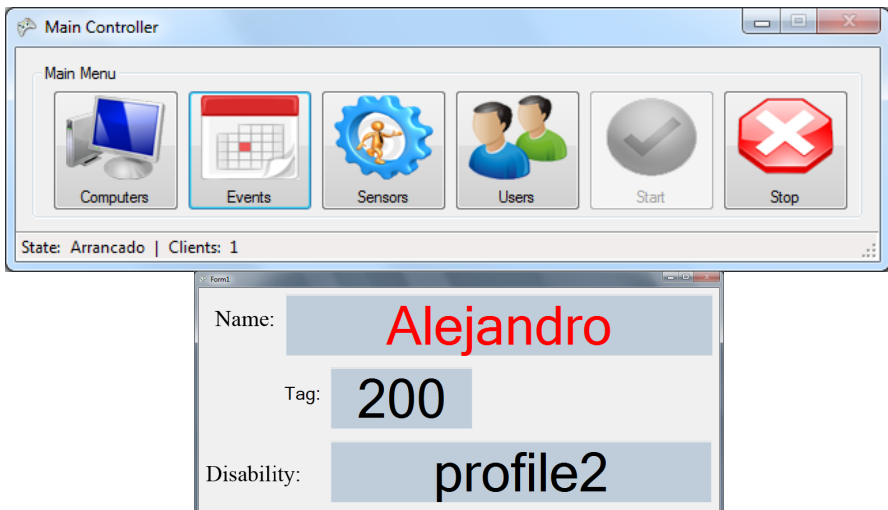 Main Controller
Main Menu
Computers Events Sensors Users Start Stop
State: Arrancado | Clients: 1
Form1
Name: Alejandro
Tag: 200
Disability: profile2